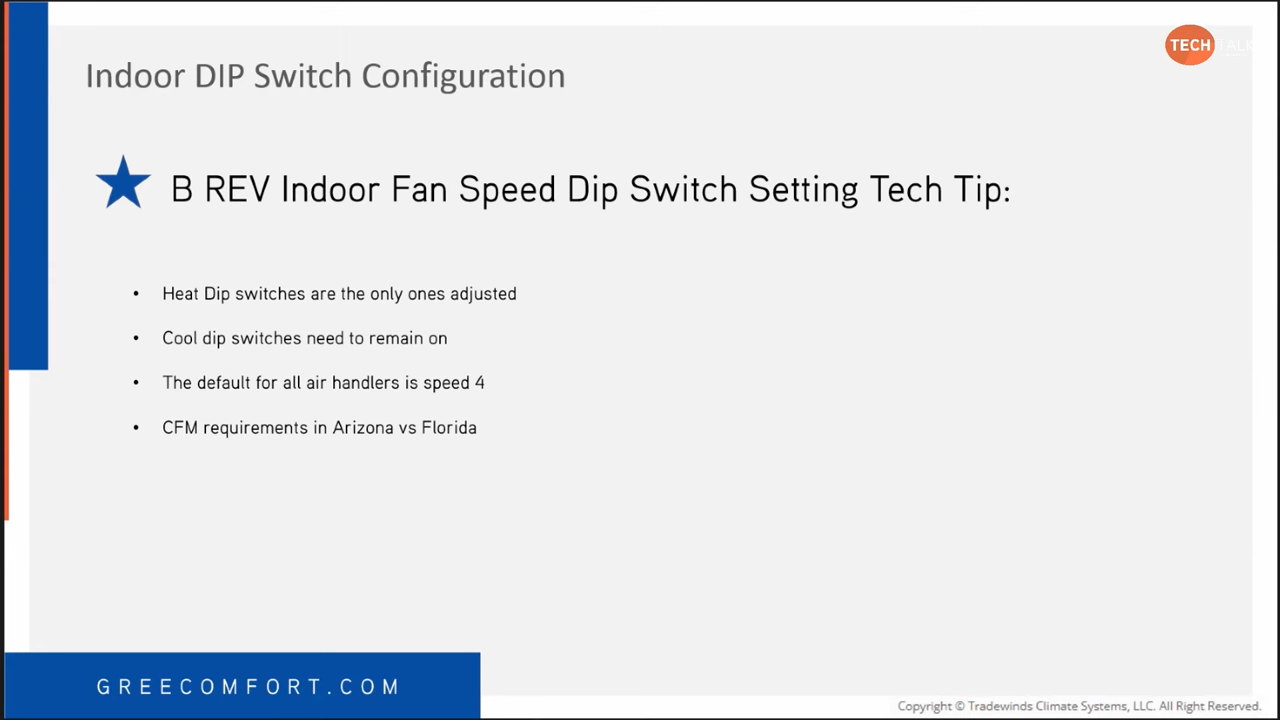 TECH TALK
Indoor DIP Switch Configuration
B REV Indoor Fan Speed Dip Switch Setting Tech Tip:
• Heat Dip switches are the only ones adjusted
• Cool dip switches need to remain on
• The default for all air handlers is speed 4
• CFM requirements in Arizona vs Florida
GREECOMFORT.COM
Copyright © Tradewinds Climate Systems, LLC. All Right Reserved.